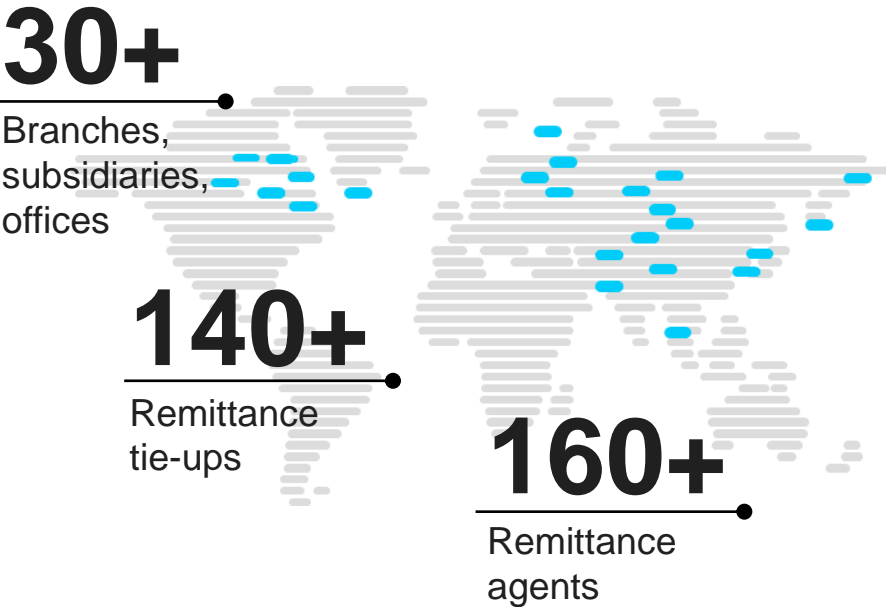 30+
Branches,
subsidiaries,
offices
140+
Remittance
tie-ups
160+
Remittance
agents